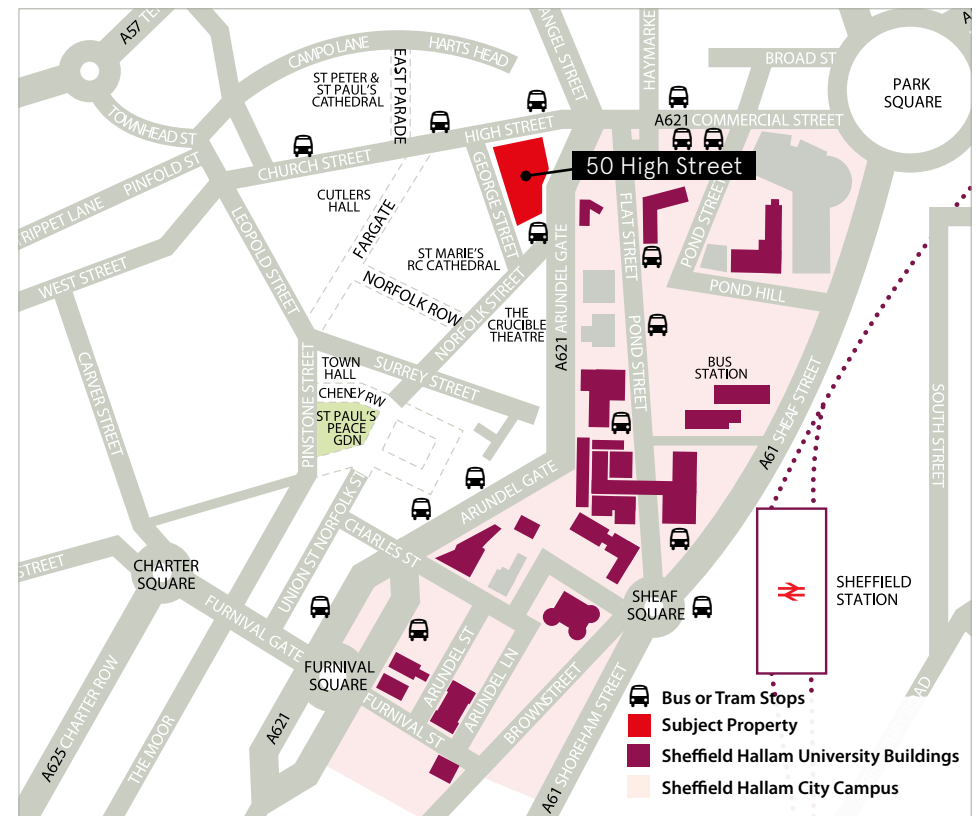 A57 TE
CAMPO LANE
HARTS HEAD
ANGEL STREET
HAYMARKE
BROAD ST
A
PARK
SQUARE
ST PETER &
ST PAUL'S
CATHEDRAL
EAST PARADE
TOWNHEAD ST
A621 COMMERCIAL STREET
HIGH STREET
CHURCH STREET
PINFOLD ST
TRIPPET LANE
50 High Street
GEORGE STREET
CUTLERS
HALL
FARGATE
LEOPOLD STREET
WEST STREET
ST MARIE'S
RC CATHEDRAL
NORFOLK ROW
NORFOLK STREET
THE
CRUCIBLE
THEATRE
A621 ARUNDEL GATE
FLAT STREET
POND STREET
POND HILL
POND STREET
BUS
STATION
A61 SHEAF STREET
SOUTH STREET
CARVER STREET
PINSTONE STREET
TOWN
HALL
CHENEY RW
SURREY STREET
ST PAUL'S
PEACE
GDN
ARUNDEL GATE
UNION ST
NORFOLK ST
CHARLES ST
STREET
CHARTER
SQUARE
FURNIVAL GATE
FURNIVAL
SQUARE
A625 CHARTER ROW
THE MOOR
A621
FURNIVAL ST
ARUNDEL ST
ARUNDEL LN
BROWNSTREET
SHEAF
SQUARE
A61 SHOREHAM STREET
SHEFFIELD
STATION
AD
Bus or Tram Stops
Subject Property
Sheffield Hallam University Buildings
Sheffield Hallam City Campus